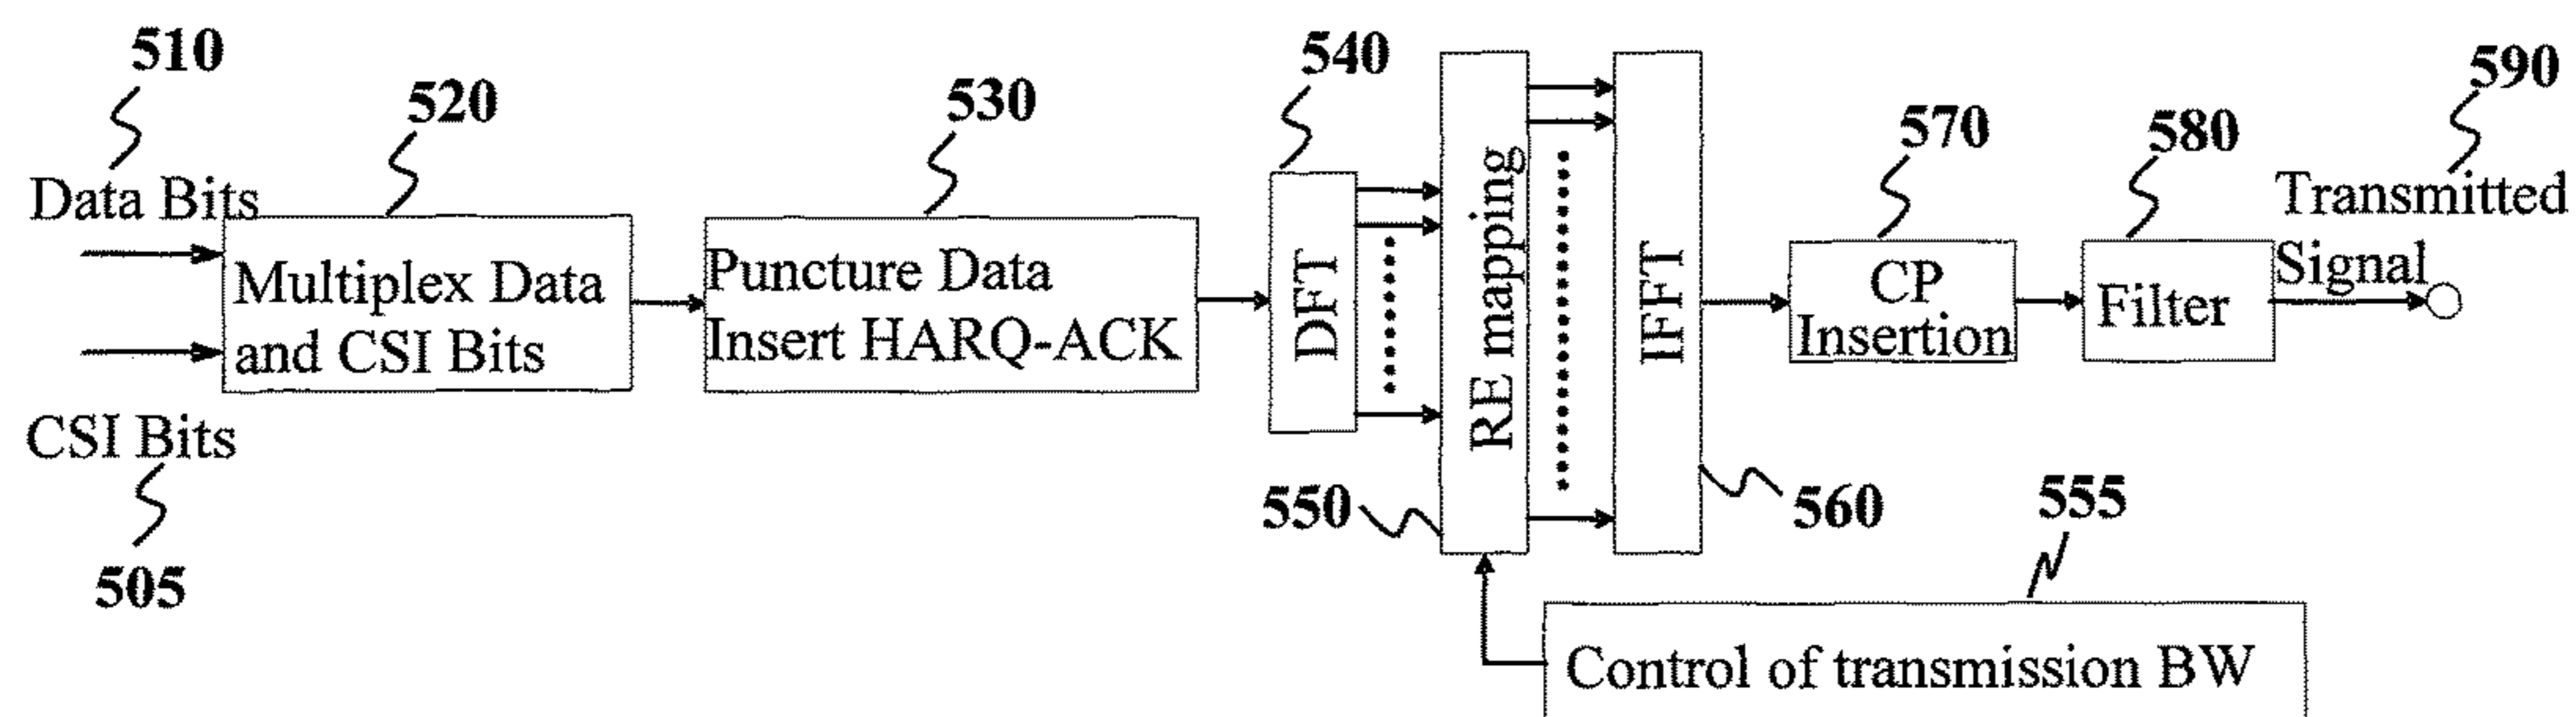 510
520
530
540
590
570
580
Data Bits
Multiplex Data
and CSI Bits
Puncture Data
Insert HARQ-ACK
DFT
RE mapping
IFFT
CP
Insertion
Filter
Transmitted
Signal
CSI Bits
505
550
560
555
Control of transmission BW